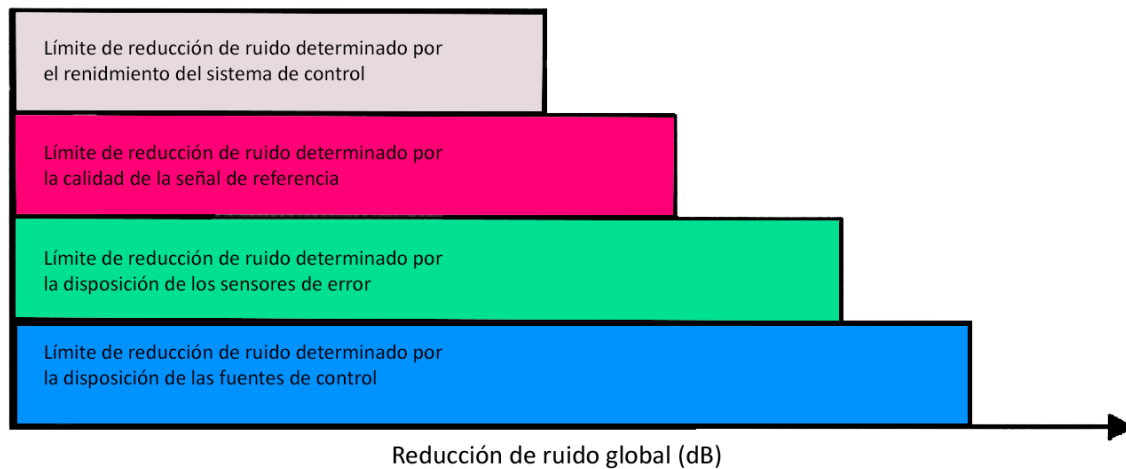 Límite de reducción de ruido determinado por
el renidmiento del sistema de control
Límite de reducción de ruido determinado por
la calidad de la señal de referencia
Límite de reducción de ruido determinado por
la disposición de los sensores de error
Límite de reducción de ruido determinado por
la disposición de las fuentes de control
Reducción de ruido global (dB)